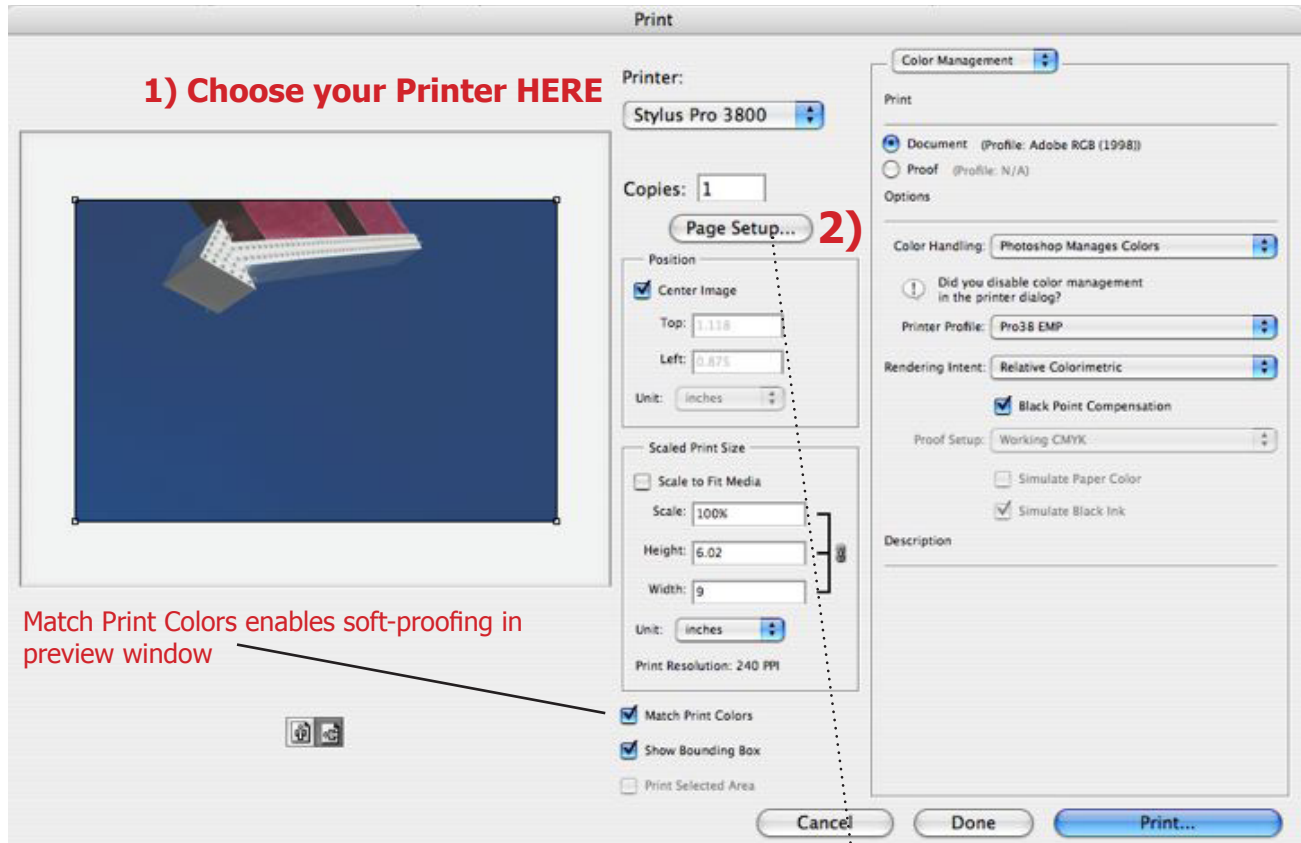 Print
1) Choose your Printer HERE
Match Print Colors enables soft-proofing in
preview window
Printer:
Stylus Pro 3800
Copies: 1
Page Setup... 2)
Position
Center Image
Top: 1.118
Left: 0.875
Unit: inches
Scaled Print Size
Scale to Fit Media
Scale: 100%
Height: 6.02
Width: 9
Unit: inches
Print Resolution: 240 PPI
Match Print Colors
Show Bounding Box
Print Selected Area
Color Management
Print
Document (Profile: Adobe RGB (1998))
Proof (Profile: N/A)
Options
Color Handling: Photoshop Manages Colors
Did you disable color management
in the printer dialog?
Printer Profile: Pro38 EMP
Rendering Intent: Relative Colorimetric
Black Point Compensation
Proof Setup: Working CMYK
Simulate Paper Color
Simulate Black Ink
Description
Cancel Done Print...